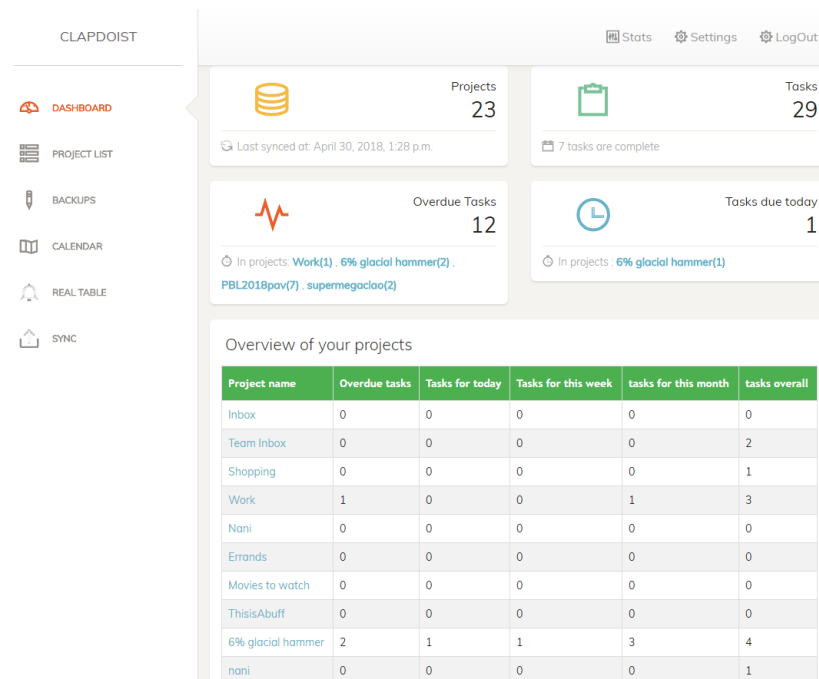 CLAPDOIST
Stats Settings LogOut
DASHBOARD
PROJECT LIST
BACKUPS
CALENDAR
REAL TABLE
SYNC
Projects
23
Last synced at: April 30, 2018, 1:28 p.m.
Tasks
29
7 tasks are complete
Overdue Tasks
12
In projects: Work(1) , 6% glacial hammer(2) ,
PBL2018pav(7) , supermegaclao(2)
Tasks due today
1
In projects : 6% glacial hammer(1)
Overview of your projects
Project name Overdue tasks Tasks for today Tasks for this week tasks for this month tasks overall
Inbox 0 0 0 0 0
Team Inbox 0 0 0 0 2
Shopping 0 0 0 0 1
Work 1 0 0 1 3
Nani 0 0 0 0 0
Errands 0 0 0 0 0
Movies to watch 0 0 0 0 0
ThisisAbuff 0 0 0 0 0
6% glacial hammer 2 1 1 3 4
nani 0 0 0 0 1